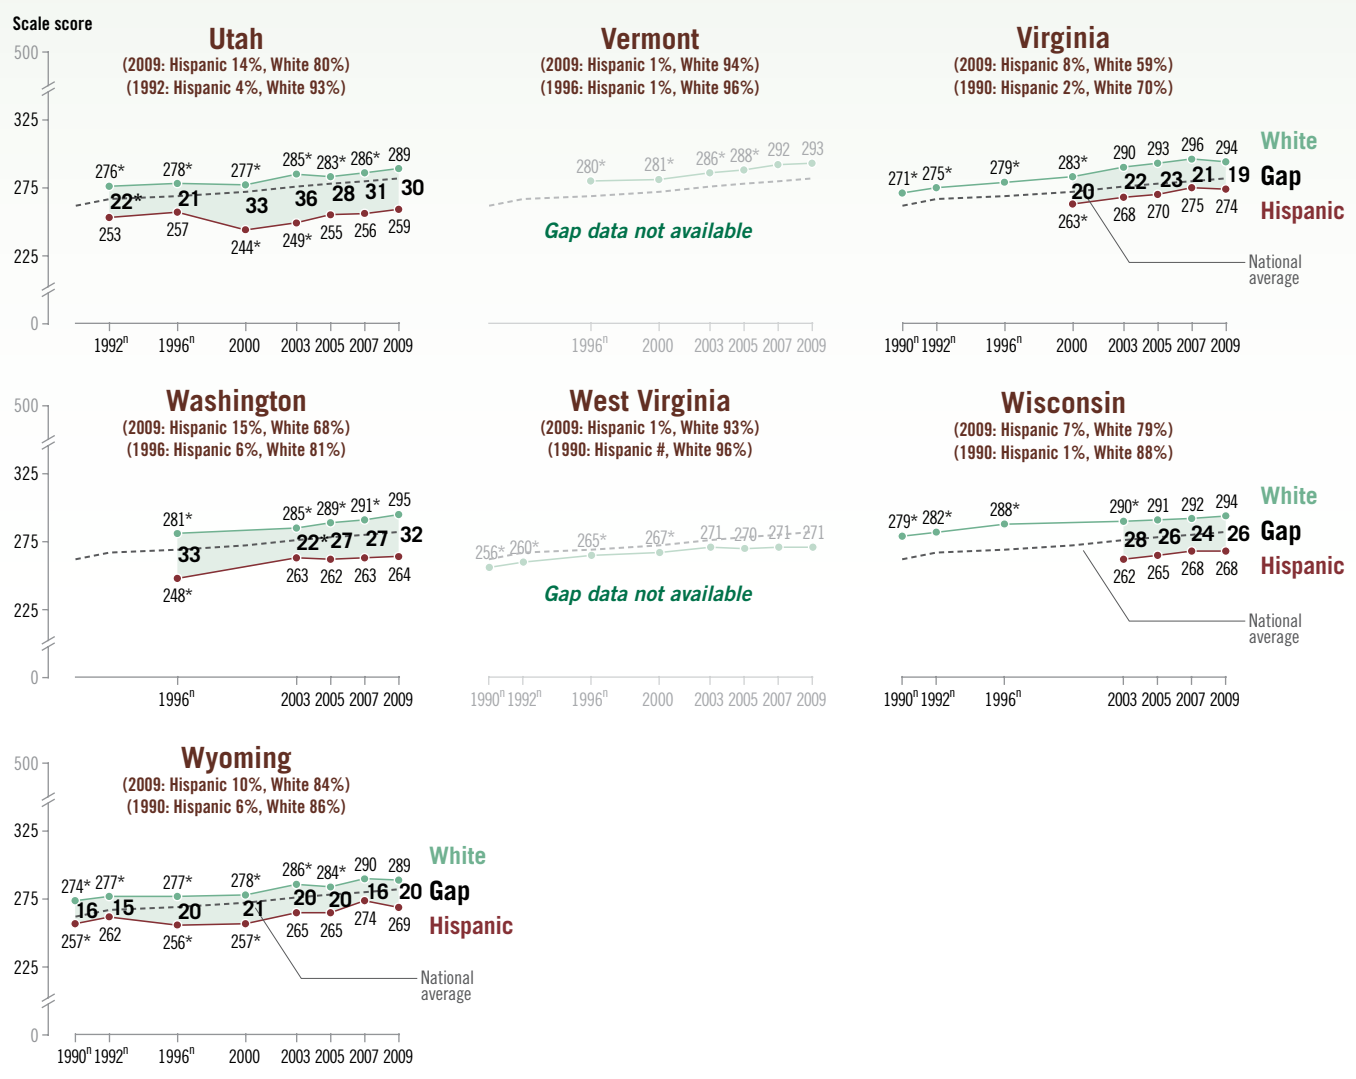 Scale score
Utah
(2009: Hispanic 14%, White 80%)
(1992: Hispanic 4%, White 93%)
500
325
275
225
0
276* 278* 277* 285* 283* 286* 289
22* 21 33 36 28 31 30
253 257 244* 249* 255 256 259
1992n 1996n 2000 2003 2005 2007 2009
Vermont
(2009: Hispanic 1%, White 94%)
(1996: Hispanic 1%, White 96%)
280* 281* 286* 288* 292 293
Gap data not available
1996n 2000 2003 2005 2007 2009
Virginia
(2009: Hispanic 8%, White 59%)
(1990: Hispanic 2%, White 70%)
271* 275* 279* 283* 290 293 296 294
20 22 23 21 19
263* 268 270 275 274
White
Gap
Hispanic
National
average
1990n 1992n 1996n 2000 2003 2005 2007 2009
Washington
(2009: Hispanic 15%, White 68%)
(1996: Hispanic 6%, White 81%)
500
325
275
225
0
281* 285* 289* 291* 295
33 22* 27 27 32
248* 263 262 263 264
1996n 2003 2005 2007 2009
West Virginia
(2009: Hispanic 1%, White 93%)
(1990: Hispanic #, White 96%)
256* 260* 265* 267* 271 270 271 271
Gap data not available
1990n 1992n 1996n 2000 2003 2005 2007 2009
Wisconsin
(2009: Hispanic 7%, White 79%)
(1990: Hispanic 1%, White 88%)
279* 282* 288* 290* 291 292 294
28 26 24 26
262 265 268 268
White
Gap
Hispanic
National
average
1990n 1992n 1996n 2003 2005 2007 2009
Wyoming
(2009: Hispanic 10%, White 84%)
(1990: Hispanic 6%, White 86%)
500
325
275
225
0
274* 277* 277* 278* 286* 284* 290 289
16 15 20 21 20 20 16 20
257* 262 256* 257* 265 265 274 269
White
Gap
Hispanic
National
average
1990n 1992n 1996n 2000 2003 2005 2007 2009